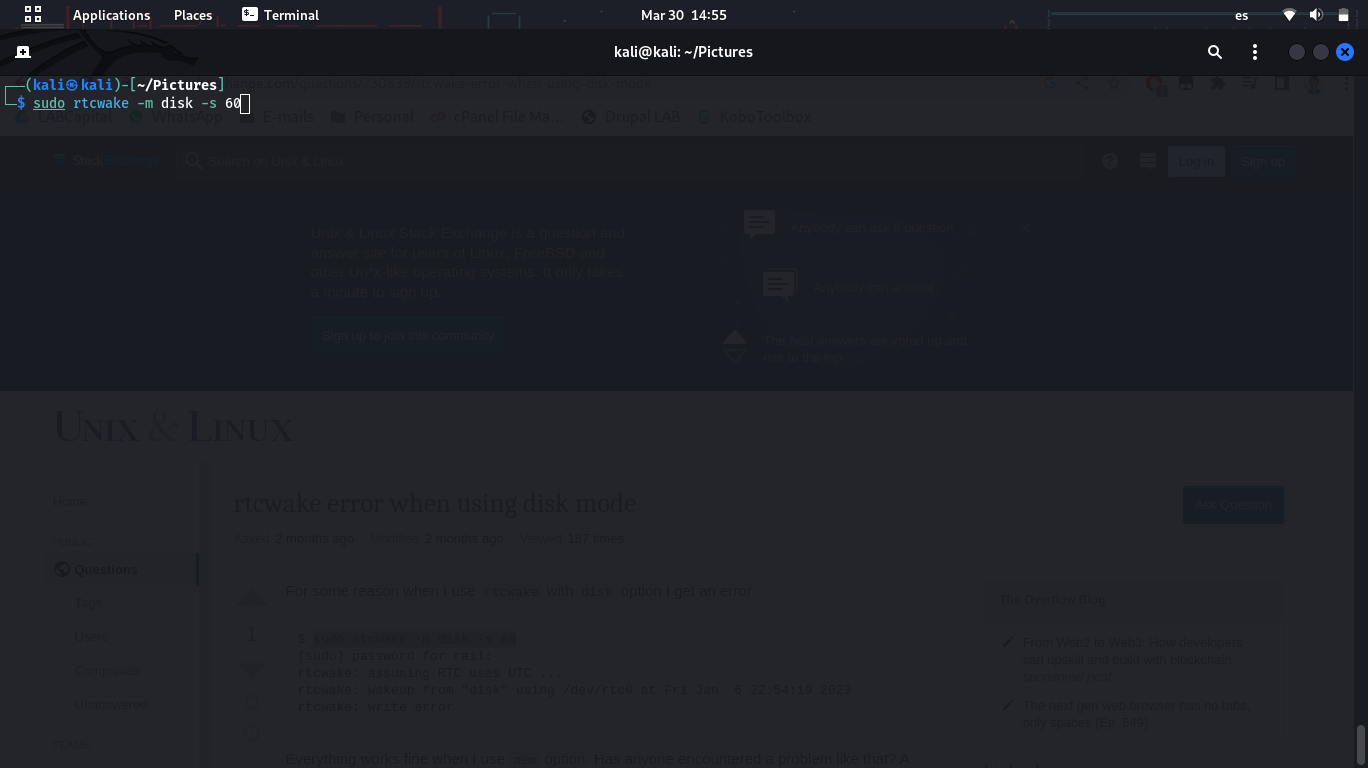 Applications Places Terminal Mar 30 14:55 es
kali@kali: ~/Pictures
┌──(kali㉿kali)-[~/Pictures]
└─$ sudo rtcwake -m disk -s 60
LABCapital WhatsApp E-mails Personal cPanel File Ma... Drupal LAB KoboToolbox
StackExchange Search on Unix & Linux... Log in Sign up
Unix & Linux Stack Exchange is a question and
answer site for users of Linux, FreeBSD and
other Un*x-like operating systems. It only takes
a minute to sign up.
Sign up to join this community
Anybody can ask a question
Anybody can answer
The best answers are voted up and
rise to the top
UNIX & LINUX
Home
PUBLIC
Questions
Tags
Users
Companies
Unanswered
TEAMS
rtcwake error when using disk mode
Ask Question
Asked 2 months ago Modified 2 months ago Viewed 187 times
1
For some reason when I use rtcwake with disk option I get an error
$ sudo rtcwake -m disk -s 60
[sudo] password for rail:
rtcwake: assuming RTC uses UTC ...
rtcwake: wakeup from "disk" using /dev/rtc0 at Fri Jan 6 22:54:19 2023
rtcwake: write error
Everything works fine when I use mem option. Has anyone encountered a problem like that? A
The Overflow Blog
From Web2 to Web3: How developers
can upskill and build with blockchain
sponsored post
The next gen web browser has no tabs,
only spaces (Ep. 549)